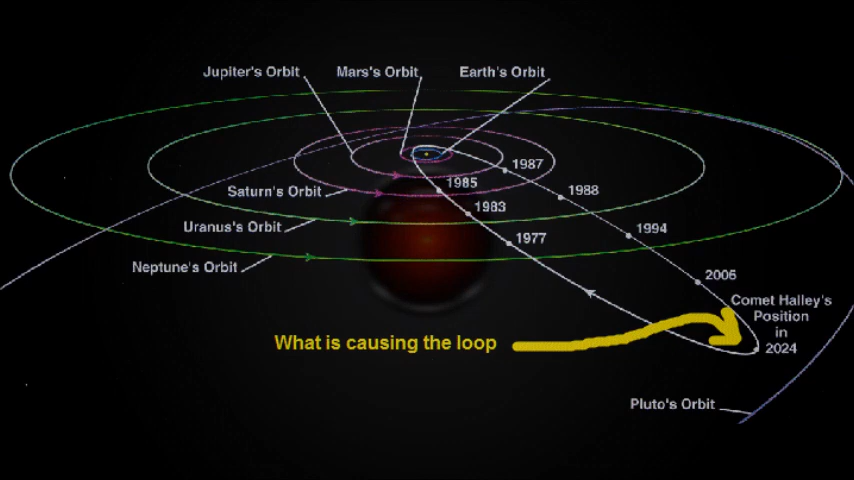 Jupiter's Orbit
Mars's Orbit
Earth's Orbit
1987
1985
1988
Saturn's Orbit
1983
Uranus's Orbit
1994
1977
Neptune's Orbit
2005
Comet Halley's
Position
in
2024
What is causing the loop
Pluto's Orbit